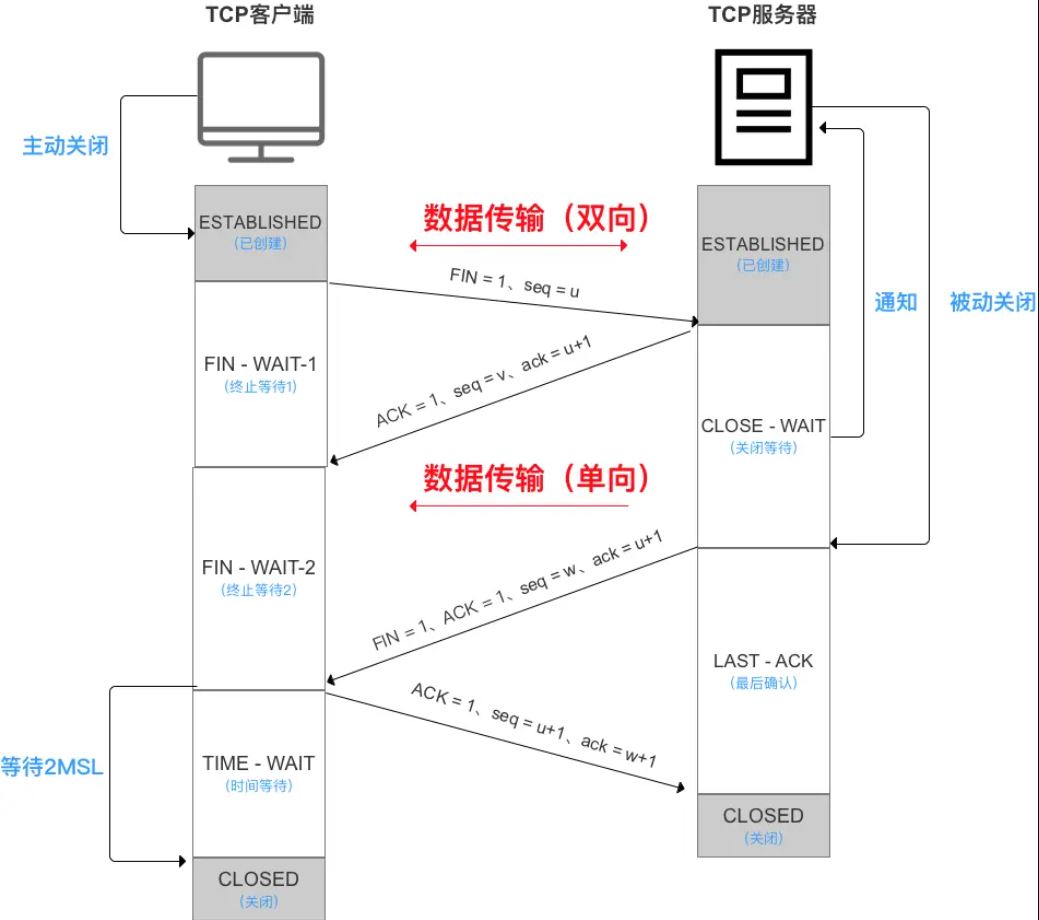 TCP客户端
TCP服务器
主动关闭
ESTABLISHED
(已创建)
数据传输（双向）
ESTABLISHED
(已创建)
FIN = 1、seq = u
通知
被动关闭
FIN - WAIT-1
(终止等待1)
ACK = 1、seq = v、ack = u+1
CLOSE - WAIT
(关闭等待)
数据传输（单向）
FIN - WAIT-2
(终止等待2)
FIN = 1、ACK = 1、seq = w、ack = u+1
LAST - ACK
(最后确认)
ACK = 1、seq = u+1、ack = w+1
等待2MSL
TIME - WAIT
(时间等待)
CLOSED
(关闭)
CLOSED
(关闭)